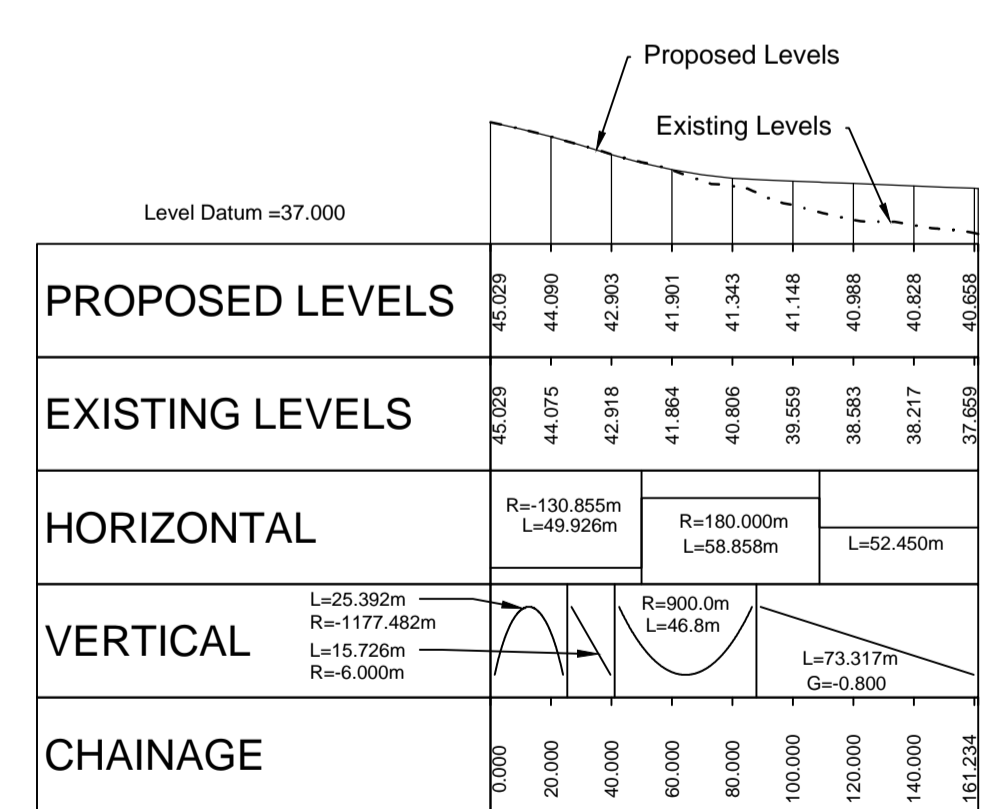 Proposed Levels
Existing Levels
Level Datum =37.000
PROPOSED LEVELS
45.029
44.090
42.903
41.901
41.343
41.148
40.988
40.828
40.658
EXISTING LEVELS
45.029
44.075
42.918
41.864
40.806
39.559
38.583
38.217
37.659
HORIZONTAL
R=-130.855m
L=49.926m
R=180.000m
L=58.858m
L=52.450m
VERTICAL
L=25.392m
R=-1177.482m
L=15.726m
R=-6.000m
R=900.0m
L=46.8m
L=73.317m
G=-0.800
CHAINAGE
0.000
20.000
40.000
60.000
80.000
100.000
120.000
140.000
161.234